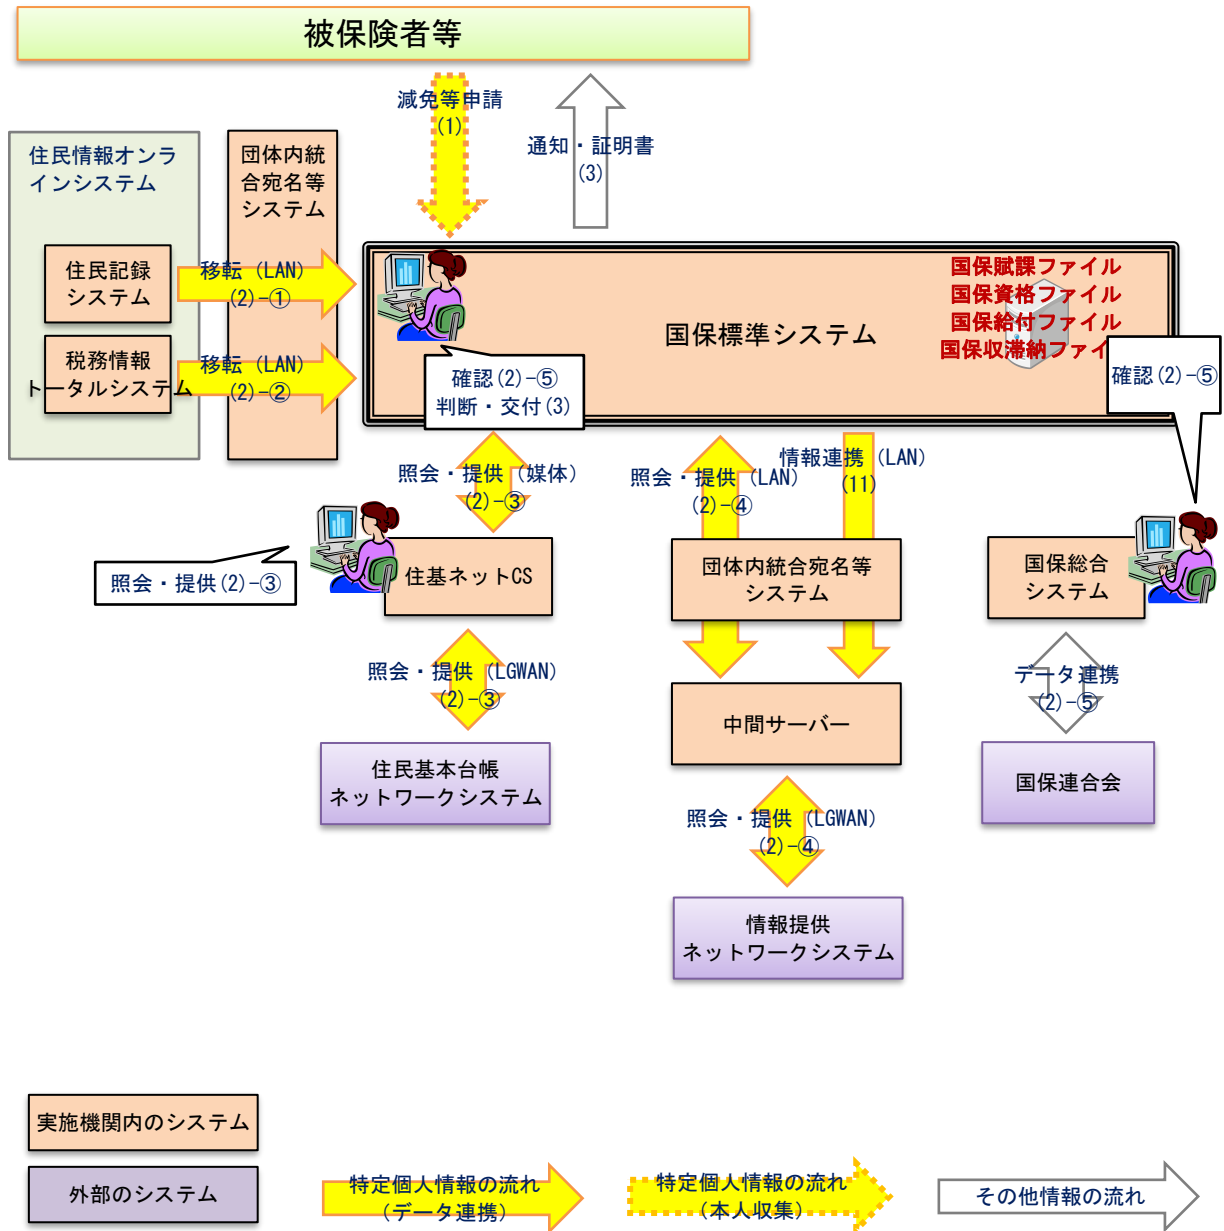 被保険者等
減免等申請
(1)
通知・証明書
(3)
住民情報オンラ
インシステム
団体内統
合宛名等
システム
住民記録
システム
移転（LAN）
(2)-①
税務情報
トータルシステム
移転（LAN）
(2)-②
国保標準システム
国保賦課ファイル
国保資格ファイル
国保給付ファイル
国保収滞納ファイ
確認(2)-⑤
判断・交付(3)
確認(2)-⑤
照会・提供（媒体）
(2)-③
照会・提供（LAN）
(2)-④
情報連携（LAN）
(11)
照会・提供(2)-③
住基ネットCS
団体内統合宛名等
システム
国保総合
システム
照会・提供（LGWAN）
(2)-③
データ連携
(2)-⑤
中間サーバー
住民基本台帳
ネットワークシステム
国保連合会
照会・提供（LGWAN）
(2)-④
情報提供
ネットワークシステム
実施機関内のシステム
外部のシステム
特定個人情報の流れ
（データ連携）
特定個人情報の流れ
（本人収集）
その他情報の流れ